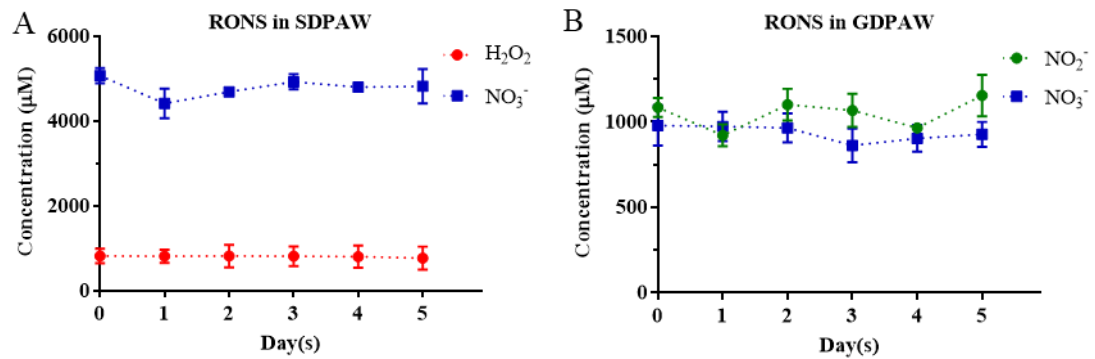 A
RONS in SDPAW
Concentration (µM)
6000
4000
2000
0
0 1 2 3 4 5
Day(s)
H₂O₂
NO₃⁻
B
RONS in GDPAW
Concentration (µM)
1500
1000
500
0
0 1 2 3 4 5
Day(s)
NO₂⁻
NO₃⁻